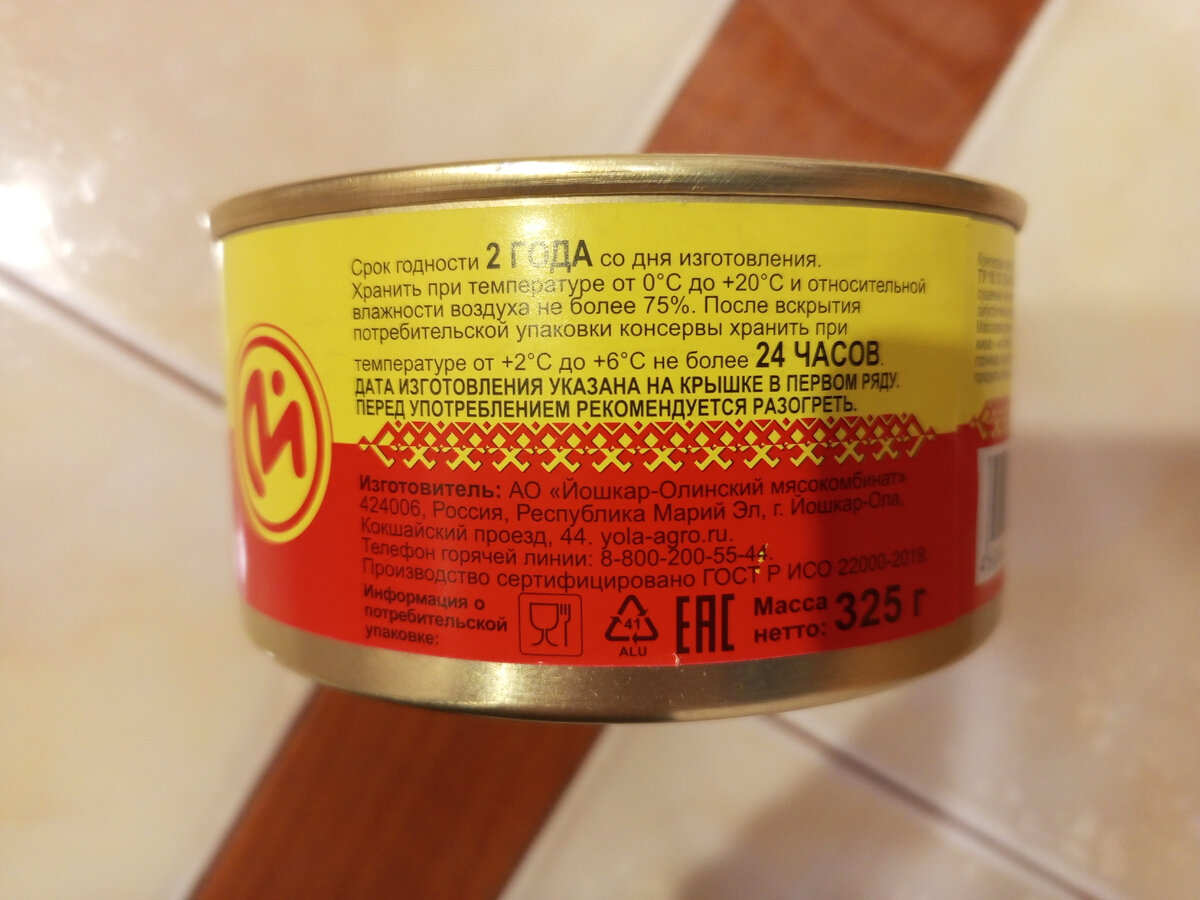 Срок годности 2 ГОДА со дня изготовления.
Хранить при температуре от 0°С до +20°С и относительной
влажности воздуха не более 75%. После вскрытия
потребительской упаковки консервы хранить при
температуре от +2°С до +6°С не более 24 ЧАСОВ.
ДАТА ИЗГОТОВЛЕНИЯ УКАЗАНА НА КРЫШКЕ В ПЕРВОМ РЯДУ.
ПЕРЕД УПОТРЕБЛЕНИЕМ РЕКОМЕНДУЕТСЯ РАЗОГРЕТЬ.
Изготовитель: АО «Йошкар-Олинский мясокомбинат»
424006, Россия, Республика Марий Эл, г. Йошкар-Ола,
Кокшайский проезд, 44. yola-agro.ru.
Телефон горячей линии: 8-800-200-55-44.
Производство сертифицировано ГОСТ Р ИСО 22000-2019.
Информация о
потребительской
упаковке:
41
ALU
ЕАС
Масса
нетто: 325 г